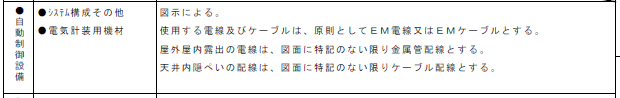 ●自動制御設備
●システム構成その他 図示による。
●電気計装用機材 使用する電線及びケーブルは、原則としてＥＭ電線又はＥＭケーブルとする。
屋外屋内露出の電線は、図面に特記のない限り金属管配線とする。
天井内隠ぺいの配線は、図面に特記のない限りケーブル配線とする。